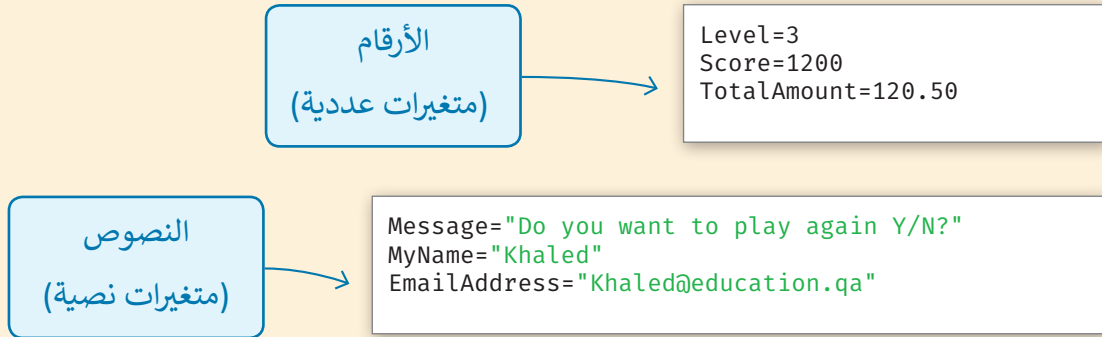 الأرقام
(متغيرات عددية)
Level=3
Score=1200
TotalAmount=120.50
النصوص
(متغيرات نصية)
Message="Do you want to play again Y/N?"
MyName="Khaled"
EmailAddress="Khaled@education.qa"